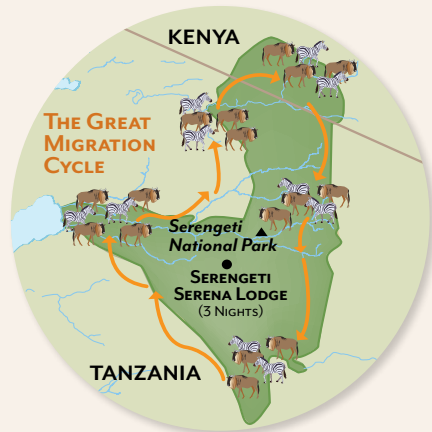 KENYA
THE GREAT
MIGRATION
CYCLE
Serengeti
National Park
SERENGETI
SERENA LODGE
(3 NIGHTS)
TANZANIA